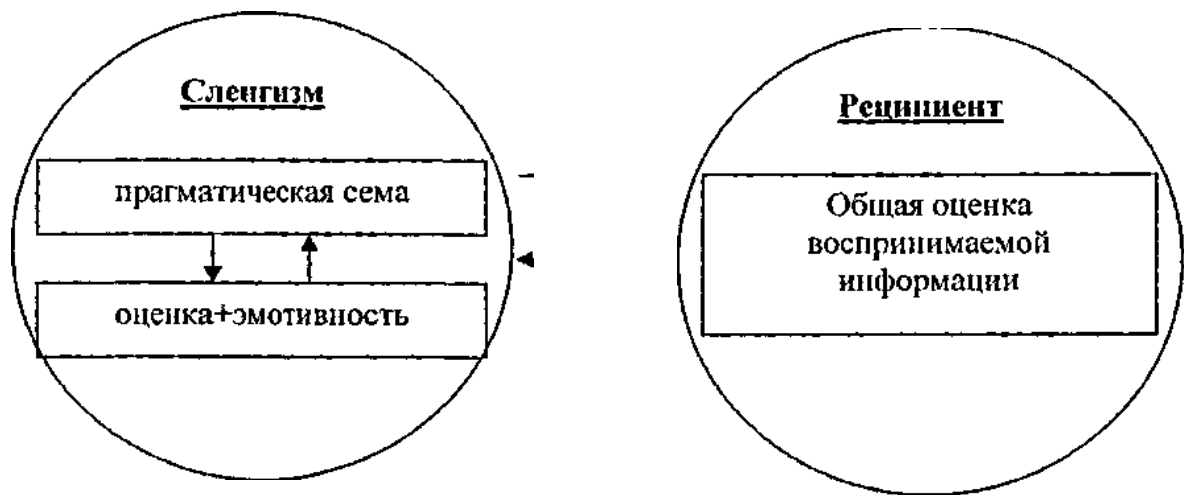 Сленгизм
прагматическая сема
оценка+эмотивность
Реципиент
Общая оценка
воспринимаемой
информации